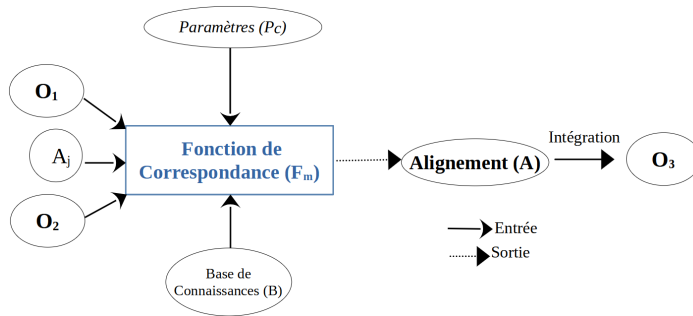 Paramètres (Pc)
O1
Aj
O2
Fonction de
Correspondance (Fm)
Base de
Connaissances (B)
Alignement (A)
Intégration
O3
Entrée
Sortie